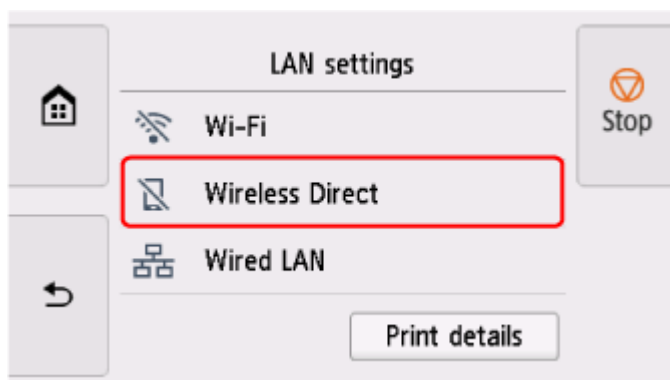 LAN settings
Stop
Wi-Fi
Wireless Direct
Wired LAN
Print details